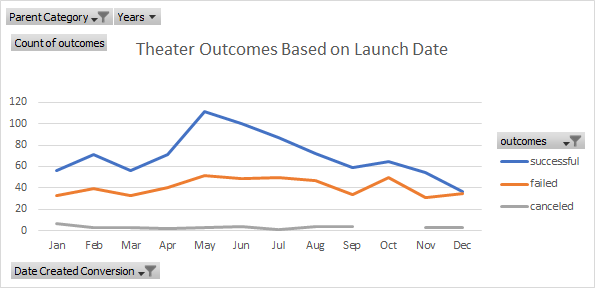 Parent Category Years
Count of outcomes
Theater Outcomes Based on Launch Date
120
100
80
60
40
20
0
Jan Feb Mar Apr May Jun Jul Aug Sep Oct Nov Dec
outcomes
successful
failed
canceled
Date Created Conversion